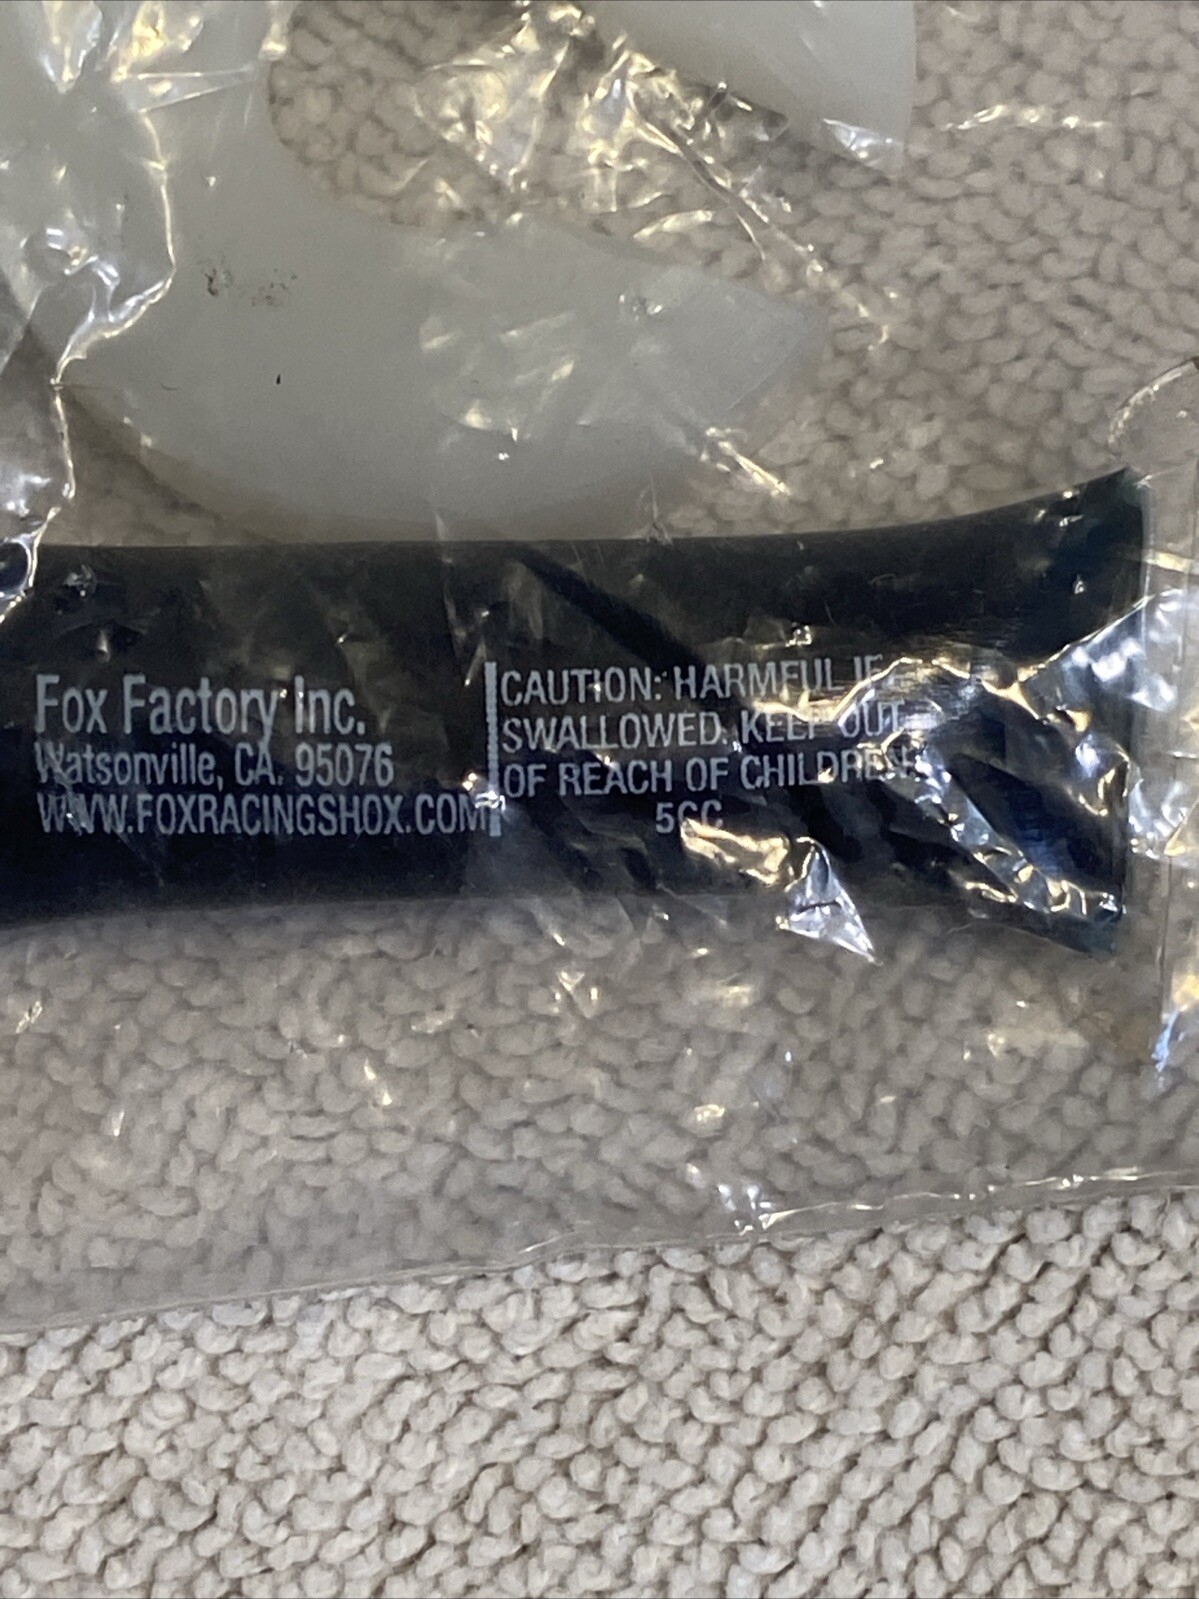 Fox Factory Inc.
Watsonville, CA. 95076
WWW.FOXRACINGSHOX.COM
CAUTION: HARMFUL IF
SWALLOWED. KEEP OUT
OF REACH OF CHILDREN.
5CC